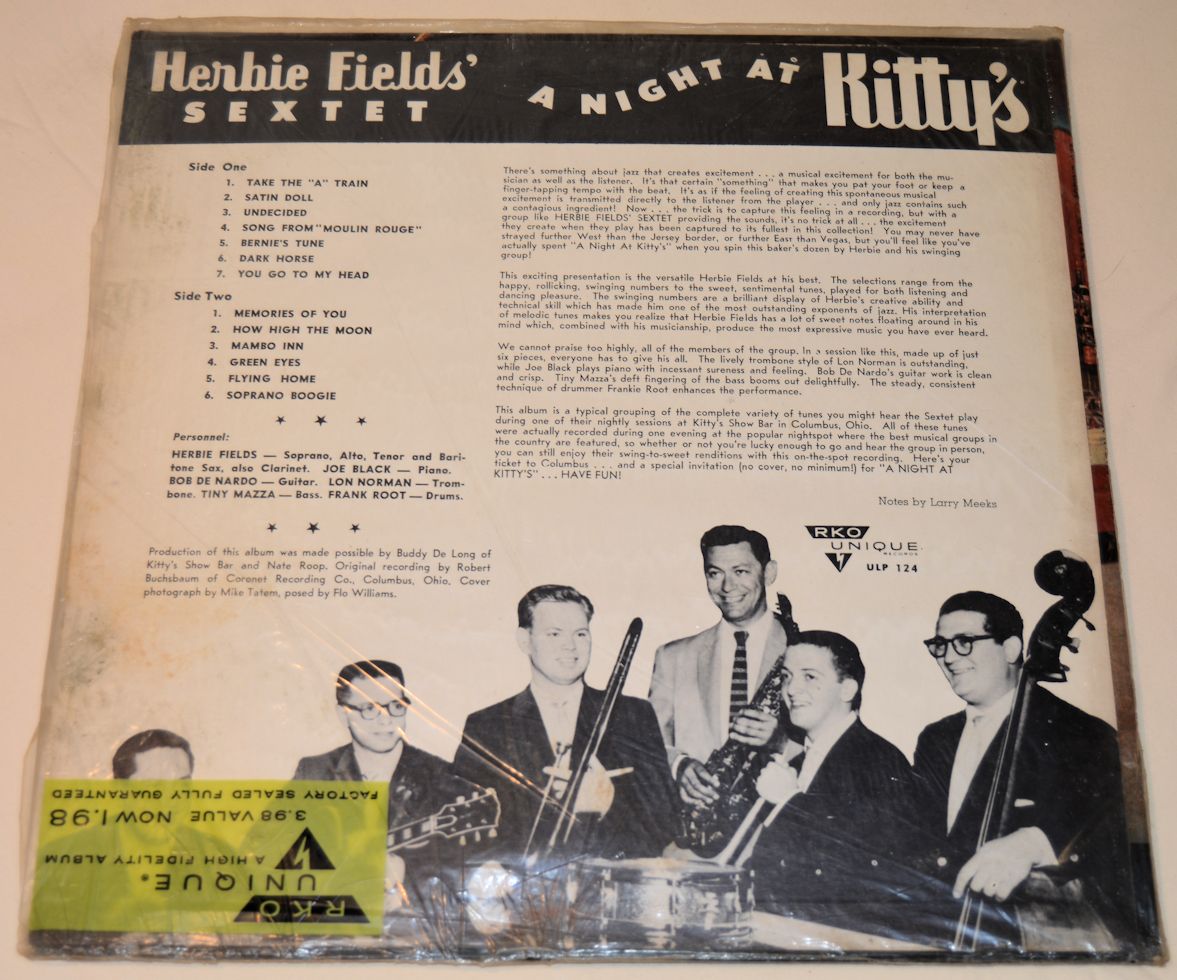 Herbie Fields'
SEXTET
A NIGHT AT
Kitty's
Side One
1. TAKE THE "A" TRAIN
2. SATIN DOLL
3. UNDECIDED
4. SONG FROM "MOULIN ROUGE"
5. BERNIE'S TUNE
6. DARK HORSE
7. YOU GO TO MY HEAD
Side Two
1. MEMORIES OF YOU
2. HOW HIGH THE MOON
3. MAMBO INN
4. GREEN EYES
5. FLYING HOME
6. SOPRANO BOOGIE
Personnel:
HERBIE FIELDS — Soprano, Alto, Tenor and Bari-
tone Sax, also Clarinet. JOE BLACK — Piano.
BOB DE NARDO — Guitar. LON NORMAN — Trom-
bone. TINY MAZZA — Bass. FRANK ROOT — Drums.
Production of this album was made possible by Buddy De Long of
Kitty's Show Bar and Nate Roop. Original recording by Robert
Buchsbaum of Coronet Recording Co., Columbus, Ohio. Cover
photograph by Mike Tatem, posed by Flo Williams.
There's something about jazz that creates excitement . . . a musical excitement for both the mu-
sician as well as the listener. It's that certain "something" that makes you pat your foot or keep a
finger-tapping tempo with the beat. It's as if the feeling of creating this spontaneous musical
excitement is transmitted directly to the listener from the player . . . and only jazz contains such
a contagious ingredient! Now . . . the trick is to capture this feeling in a recording, but with a
group like HERBIE FIELDS' SEXTET providing the sounds, it's no trick at all . . . the excitement
they create when they play has been captured to its fullest in this collection! You may never have
strayed further West than the Jersey border, or further East than Vegas, but you'll feel like you've
actually spent "A Night At Kitty's" when you spin this baker's dozen by Herbie and his swinging
group!
This exciting presentation is the versatile Herbie Fields at his best. The selections range from the
happy, rollicking, swinging numbers to the sweet, sentimental tunes, played for both listening and
dancing pleasure. The swinging numbers are a brilliant display of Herbie's creative ability and
technical skill which has made him one of the most outstanding exponents of jazz. His interpretation
of melodic tunes makes you realize that Herbie Fields has a lot of sweet notes floating around in his
mind which, combined with his musicianship, produce the most expressive music you have ever heard.
We cannot praise too highly, all of the members of the group. In a session like this, made up of just
six pieces, everyone has to give his all. The lively trombone style of Lon Norman is outstanding,
while Joe Black plays piano with incessant sureness and feeling. Bob De Nardo's guitar work is clean
and crisp. Tiny Mazza's deft fingering of the bass booms out delightfully. The steady, consistent
technique of drummer Frankie Root enhances the performance.
This album is a typical grouping of the complete variety of tunes you might hear the Sextet play
during one of their nightly sessions at Kitty's Show Bar in Columbus, Ohio. All of these tunes
were actually recorded during one evening at the popular nightspot where the best musical groups in
the country are featured, so whether or not you're lucky enough to go and hear the group in person,
you can still enjoy their swing-to-sweet renditions with this on-the-spot recording. Here's your
ticket to Columbus . . . and a special invitation (no cover, no minimum!) for "A NIGHT AT
KITTY'S" . . . HAVE FUN!
Notes by Larry Meeks
RKO
UNIQUE
RECORDS
ULP 124
RKO
UNIQUE®
A HIGH FIDELITY ALBUM
3.98 VALUE NOW 1.98
FACTORY SEALED FULLY GUARANTEED